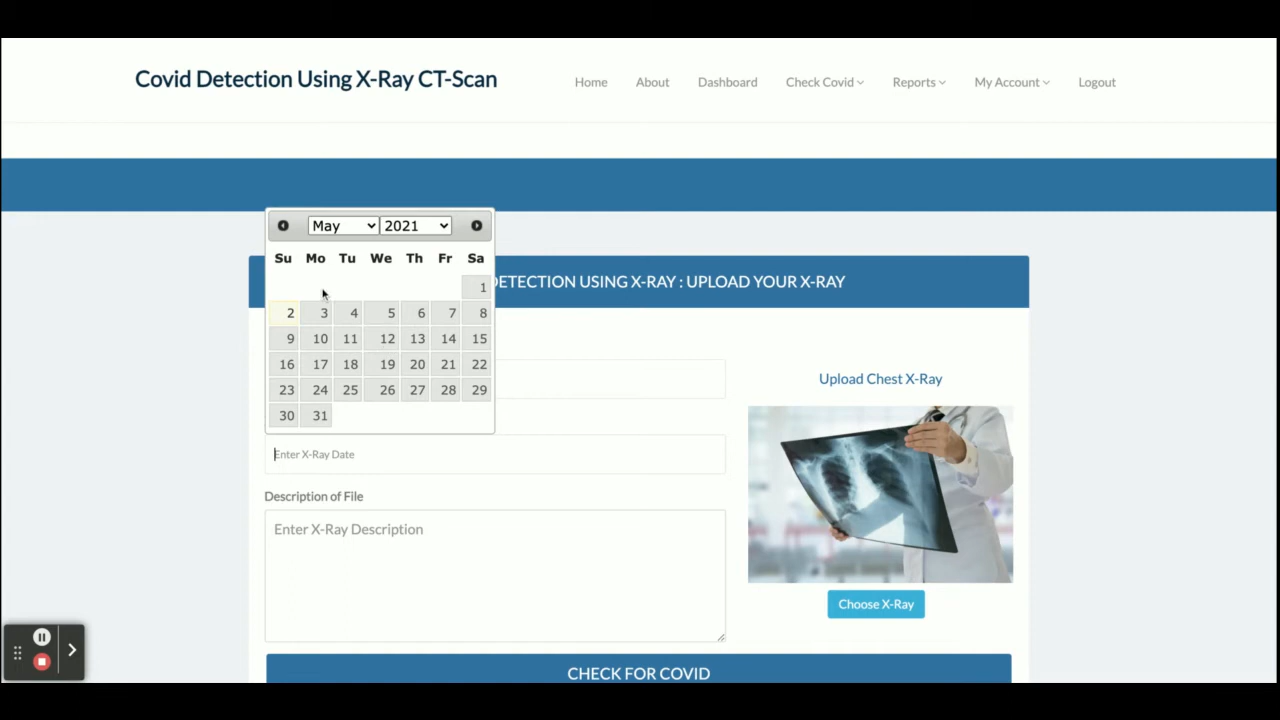 Covid Detection Using X-Ray CT-Scan
Home About Dashboard Check Covid Reports My Account Logout
May 2021
Su Mo Tu We Th Fr Sa
1
2 3 4 5 6 7 8
9 10 11 12 13 14 15
16 17 18 19 20 21 22
23 24 25 26 27 28 29
30 31
DETECTION USING X-RAY : UPLOAD YOUR X-RAY
Upload Chest X-Ray
Enter X-Ray Date
Description of File
Enter X-Ray Description
Choose X-Ray
CHECK FOR COVID